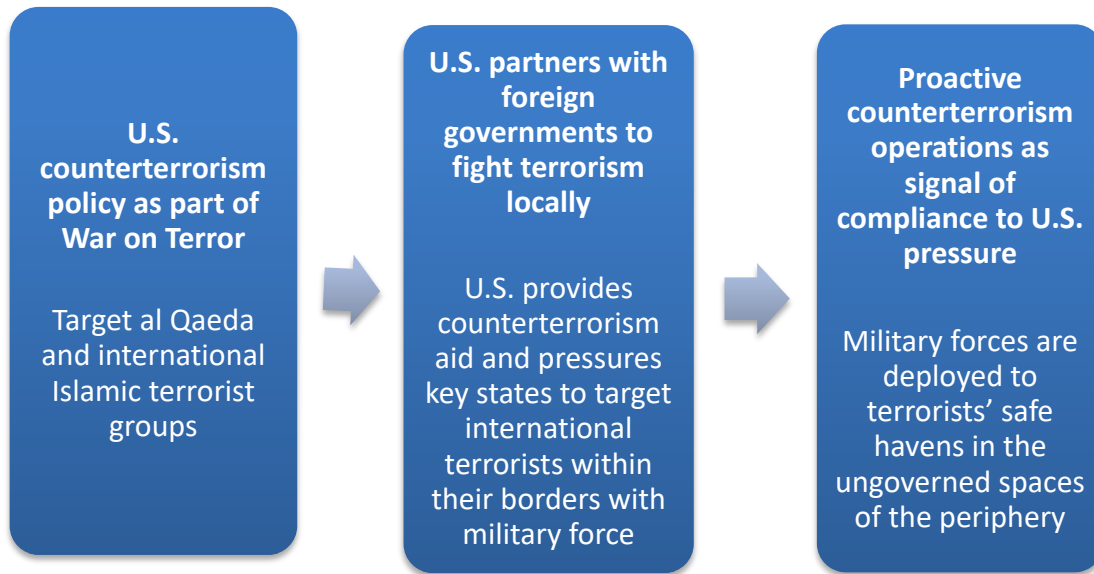 U.S.
counterterrorism
policy as part of
War on Terror
Target al Qaeda
and international
Islamic terrorist
groups
U.S. partners with
foreign
governments to
fight terrorism
locally
U.S. provides
counterterrorism
aid and pressures
key states to target
international
terrorists within
their borders with
military force
Proactive
counterterrorism
operations as
signal of
compliance to U.S.
pressure
Military forces are
deployed to
terrorists’ safe
havens in the
ungoverned spaces
of the periphery